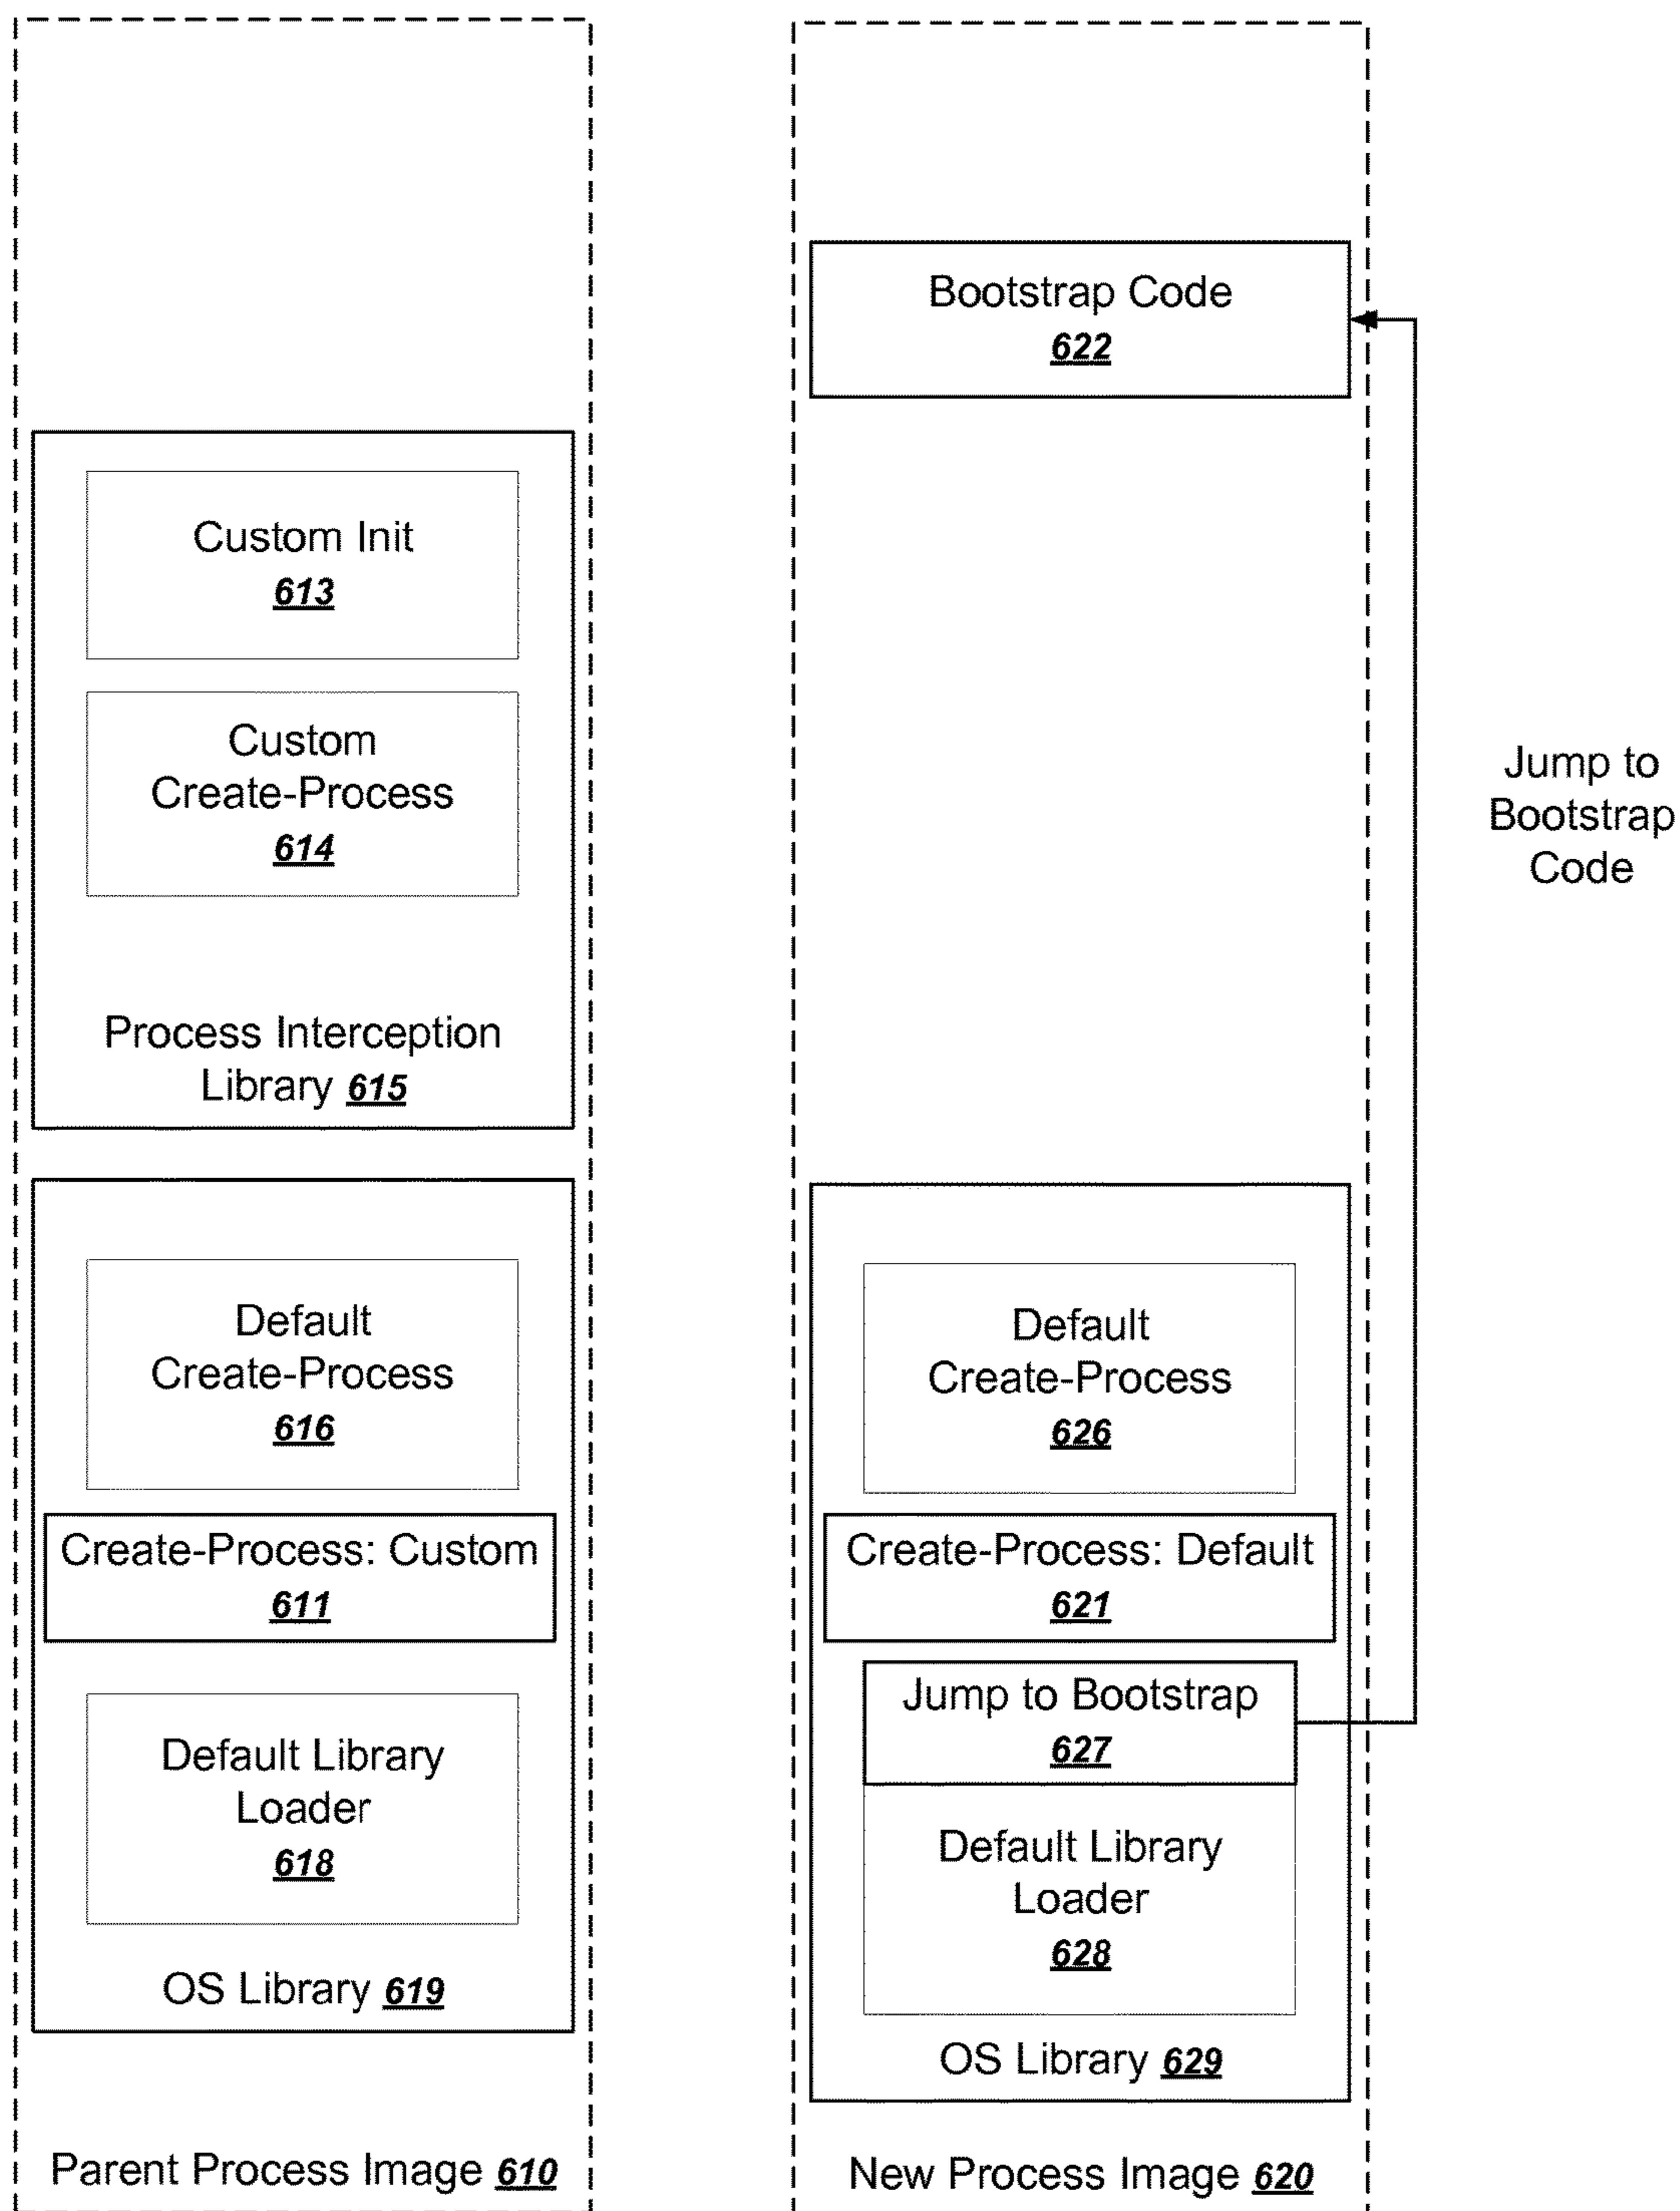 Custom Init
613
Custom
Create-Process
614
Process Interception
Library 615
Default
Create-Process
616
Create-Process: Custom
611
Default Library
Loader
618
OS Library 619
Parent Process Image 610
Bootstrap Code
622
Default
Create-Process
626
Create-Process: Default
621
Jump to Bootstrap
627
Default Library
Loader
628
OS Library 629
New Process Image 620
Jump to
Bootstrap
Code